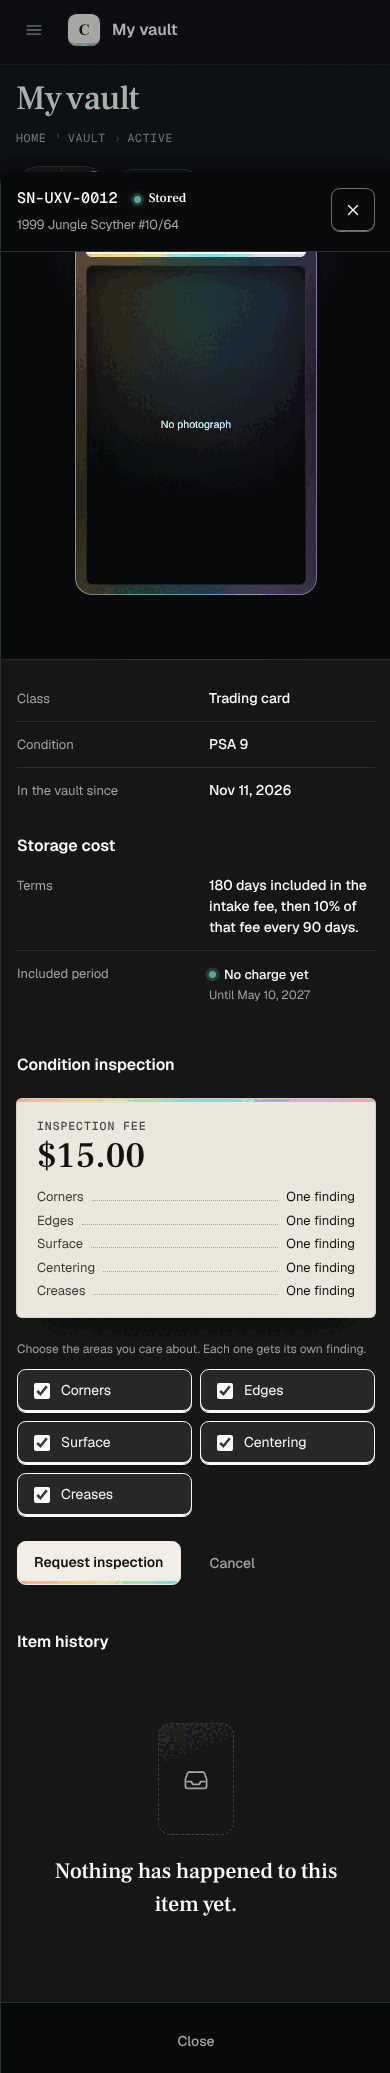 C My vault
My vault
HOME › VAULT › ACTIVE
SN-UXV-0012 Stored
1999 Jungle Scyther #10/64
No photograph
Class Trading card
Condition PSA 9
In the vault since Nov 11, 2026
Storage cost
Terms 180 days included in the
intake fee, then 10% of
that fee every 90 days.
Included period No charge yet
Until May 10, 2027
Condition inspection
INSPECTION FEE
$15.00
Corners One finding
Edges One finding
Surface One finding
Centering One finding
Creases One finding
Choose the areas you care about. Each one gets its own finding.
Corners Edges
Surface Centering
Creases
Request inspection Cancel
Item history
Nothing has happened to this
item yet.
Close